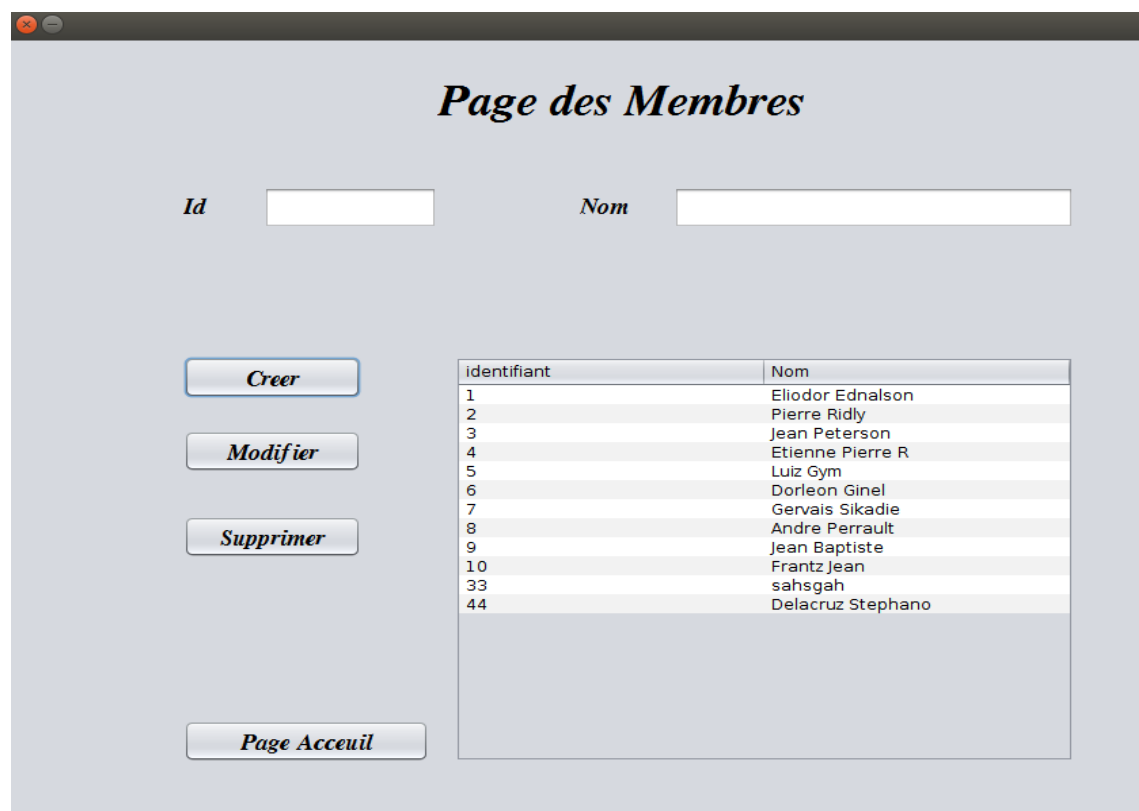 Page des Membres
Id
Nom
Creer
Modifier
Supprimer
Page Acceuil
identifiant Nom
1 Eliodor Ednalson
2 Pierre Ridly
3 Jean Peterson
4 Etienne Pierre R
5 Luiz Gym
6 Dorleon Ginel
7 Gervais Sikadie
8 Andre Perrault
9 Jean Baptiste
10 Frantz Jean
33 sahsgah
44 Delacruz Stephano